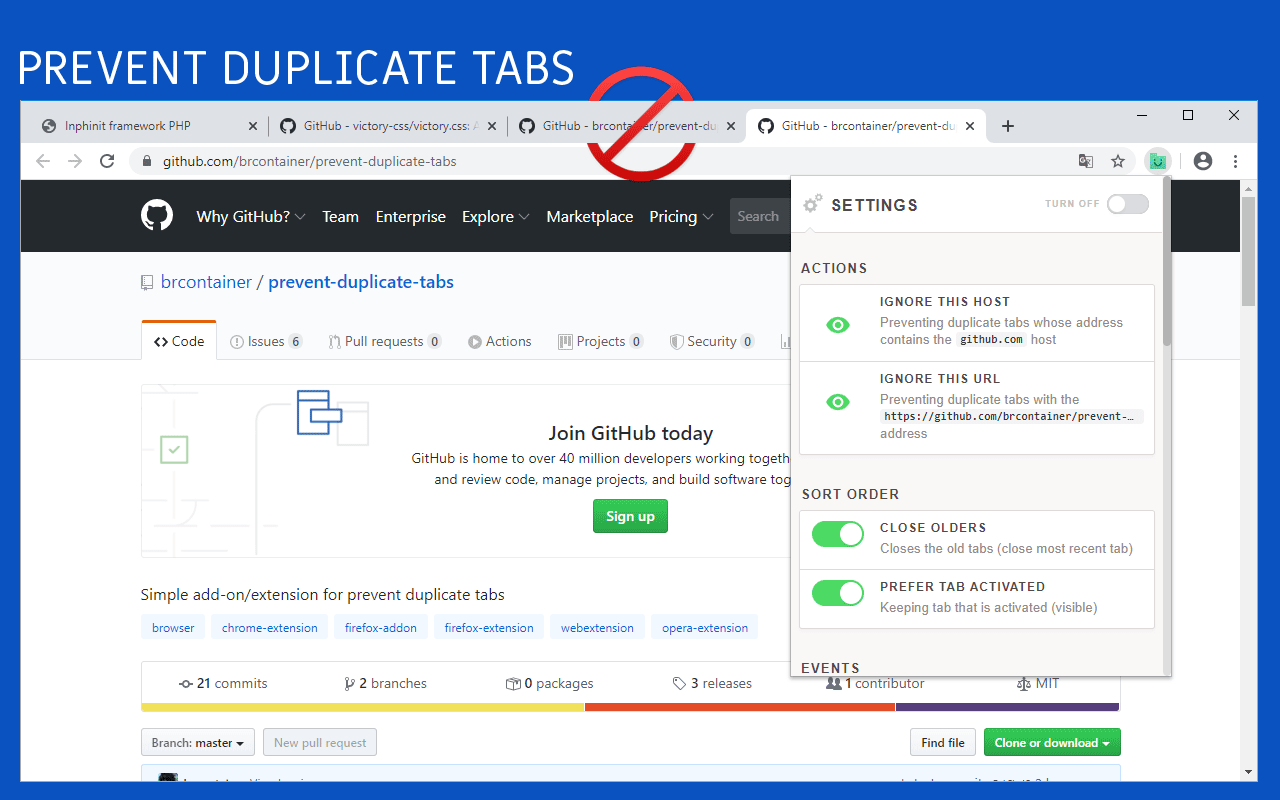 PREVENT DUPLICATE TABS
Inphinit framework PHP
GitHub - victory-css/victory.css: A
GitHub - brcontainer/prevent-du
GitHub - brcontainer/prevent-du
github.com/brcontainer/prevent-duplicate-tabs
Why GitHub?
Team
Enterprise
Explore
Marketplace
Pricing
Search
SETTINGS
TURN OFF
brcontainer / prevent-duplicate-tabs
Code
Issues 6
Pull requests 0
Actions
Projects 0
Security 0
ACTIONS
IGNORE THIS HOST
Preventing duplicate tabs whose address
contains the github.com host
IGNORE THIS URL
Preventing duplicate tabs with the
https://github.com/brcontainer/prevent-…
address
SORT ORDER
CLOSE OLDERS
Closes the old tabs (close most recent tab)
PREFER TAB ACTIVATED
Keeping tab that is activated (visible)
EVENTS
Join GitHub today
GitHub is home to over 40 million developers working togeth
and review code, manage projects, and build software tog
Sign up
Simple add-on/extension for prevent duplicate tabs
browser
chrome-extension
firefox-addon
firefox-extension
webextension
opera-extension
21 commits
2 branches
0 packages
3 releases
1 contributor
MIT
Branch: master
New pull request
Find file
Clone or download